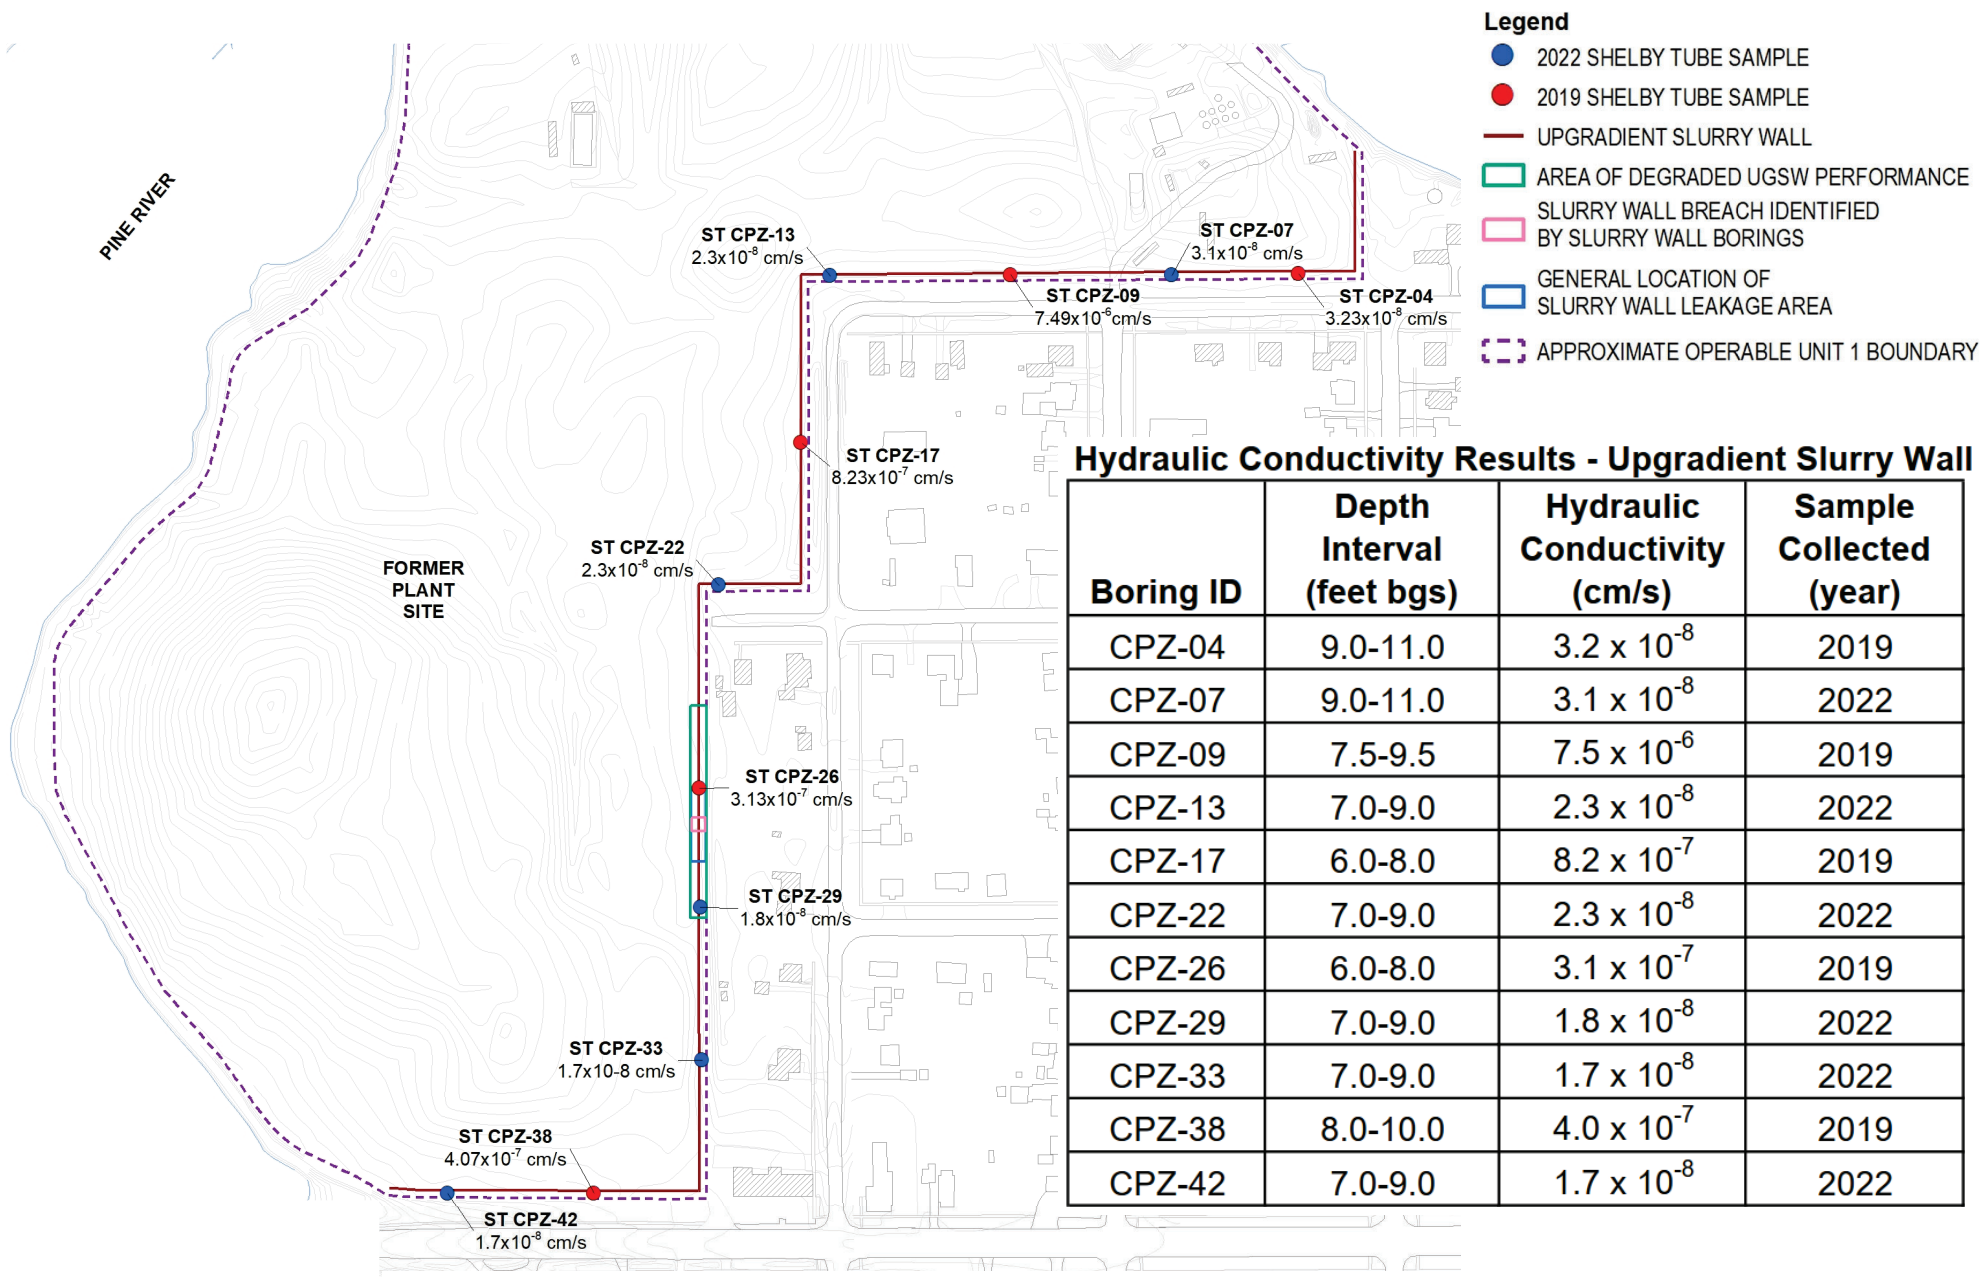 Legend
2022 SHELBY TUBE SAMPLE
2019 SHELBY TUBE SAMPLE
UPGRADIENT SLURRY WALL
AREA OF DEGRADED UGSW PERFORMANCE
SLURRY WALL BREACH IDENTIFIED
BY SLURRY WALL BORINGS
GENERAL LOCATION OF
SLURRY WALL LEAKAGE AREA
APPROXIMATE OPERABLE UNIT 1 BOUNDARY
PINE RIVER
ST CPZ-13
2.3x10⁻⁸ cm/s
ST CPZ-07
3.1x10⁻⁸ cm/s
ST CPZ-09
7.49x10⁻⁶cm/s
ST CPZ-04
3.23x10⁻⁸ cm/s
ST CPZ-17
8.23x10⁻⁷ cm/s
ST CPZ-22
2.3x10⁻⁸ cm/s
FORMER
PLANT
SITE
ST CPZ-26
3.13x10⁻⁷ cm/s
ST CPZ-29
1.8x10⁻⁸ cm/s
ST CPZ-33
1.7x10-8 cm/s
ST CPZ-38
4.07x10⁻⁷ cm/s
ST CPZ-42
1.7x10⁻⁸ cm/s
Hydraulic Conductivity Results - Upgradient Slurry Wall
Boring ID Depth Interval (feet bgs) Hydraulic Conductivity (cm/s) Sample Collected (year)
CPZ-04 9.0-11.0 3.2 x 10⁻⁸ 2019
CPZ-07 9.0-11.0 3.1 x 10⁻⁸ 2022
CPZ-09 7.5-9.5 7.5 x 10⁻⁶ 2019
CPZ-13 7.0-9.0 2.3 x 10⁻⁸ 2022
CPZ-17 6.0-8.0 8.2 x 10⁻⁷ 2019
CPZ-22 7.0-9.0 2.3 x 10⁻⁸ 2022
CPZ-26 6.0-8.0 3.1 x 10⁻⁷ 2019
CPZ-29 7.0-9.0 1.8 x 10⁻⁸ 2022
CPZ-33 7.0-9.0 1.7 x 10⁻⁸ 2022
CPZ-38 8.0-10.0 4.0 x 10⁻⁷ 2019
CPZ-42 7.0-9.0 1.7 x 10⁻⁸ 2022